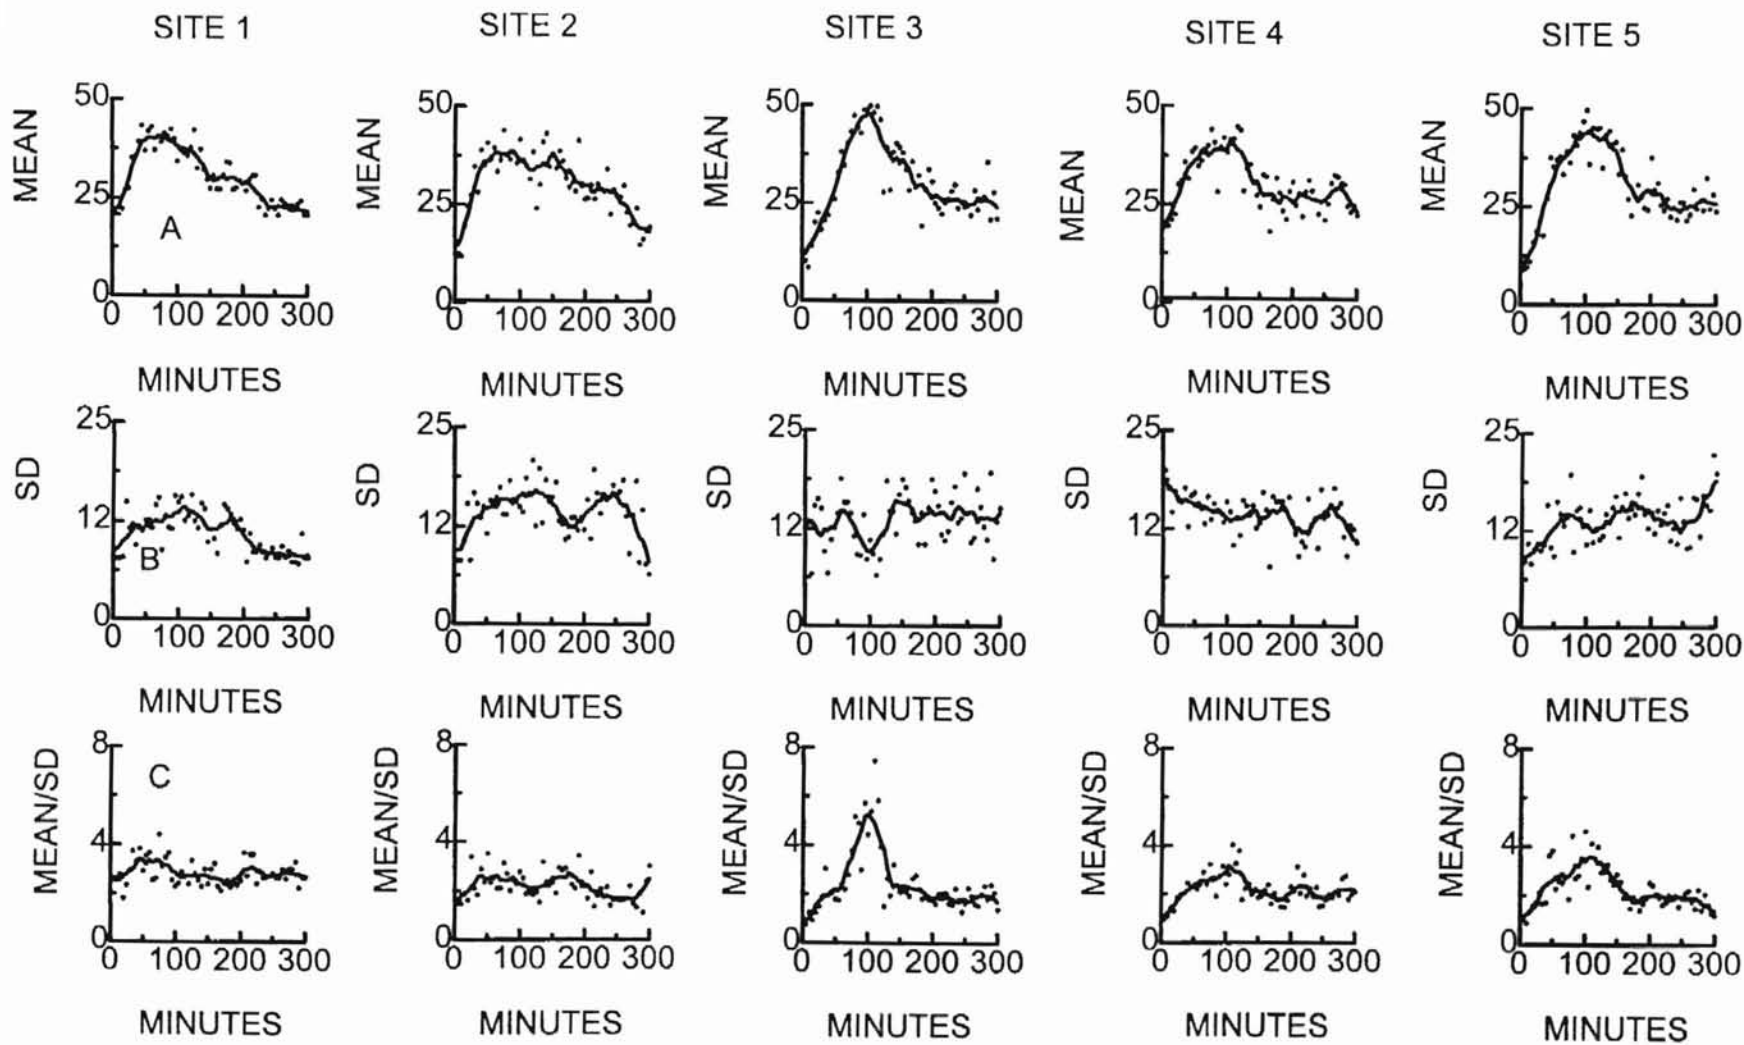 SITE 1 SITE 2 SITE 3 SITE 4 SITE 5
MEAN MEAN MEAN MEAN MEAN
50 50 50 50 50
25 25 25 25 25
A
0 0 0 0 0
0 100 200 300 0 100 200 300 0 100 200 300 0 100 200 300 0 100 200 300
MINUTES MINUTES MINUTES MINUTES MINUTES
SD SD SD SD SD
25 25 25 25 25
12 12 12 12 12
B
0 0 0 0 0
0 100 200 300 0 100 200 300 0 100 200 300 0 100 200 300 0 100 200 300
MINUTES MINUTES MINUTES MINUTES MINUTES
MEAN/SD MEAN/SD MEAN/SD MEAN/SD MEAN/SD
8 8 8 8 8
C
4 4 4 4 4
0 0 0 0 0
0 100 200 300 0 100 200 300 0 100 200 300 0 100 200 300 0 100 200 300
MINUTES MINUTES MINUTES MINUTES MINUTES